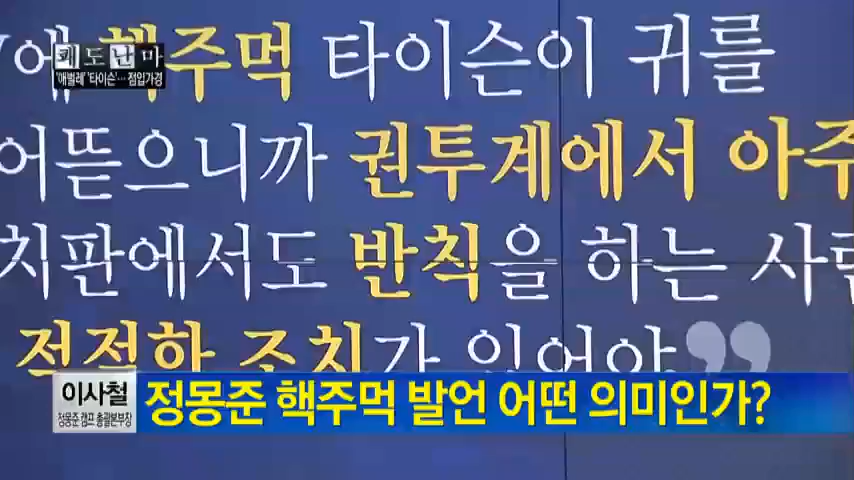 쾌도난마
'애벌레' '타이슨'… 점입가경
핵주먹 타이슨이 귀를
어뜯으니까 권투계에서 아주
치판에서도 반칙을 하는 사람
적절한 조치가 있어야”
이사철
정몽준 캠프 총괄본부장
정몽준 핵주먹 발언 어떤 의미인가?